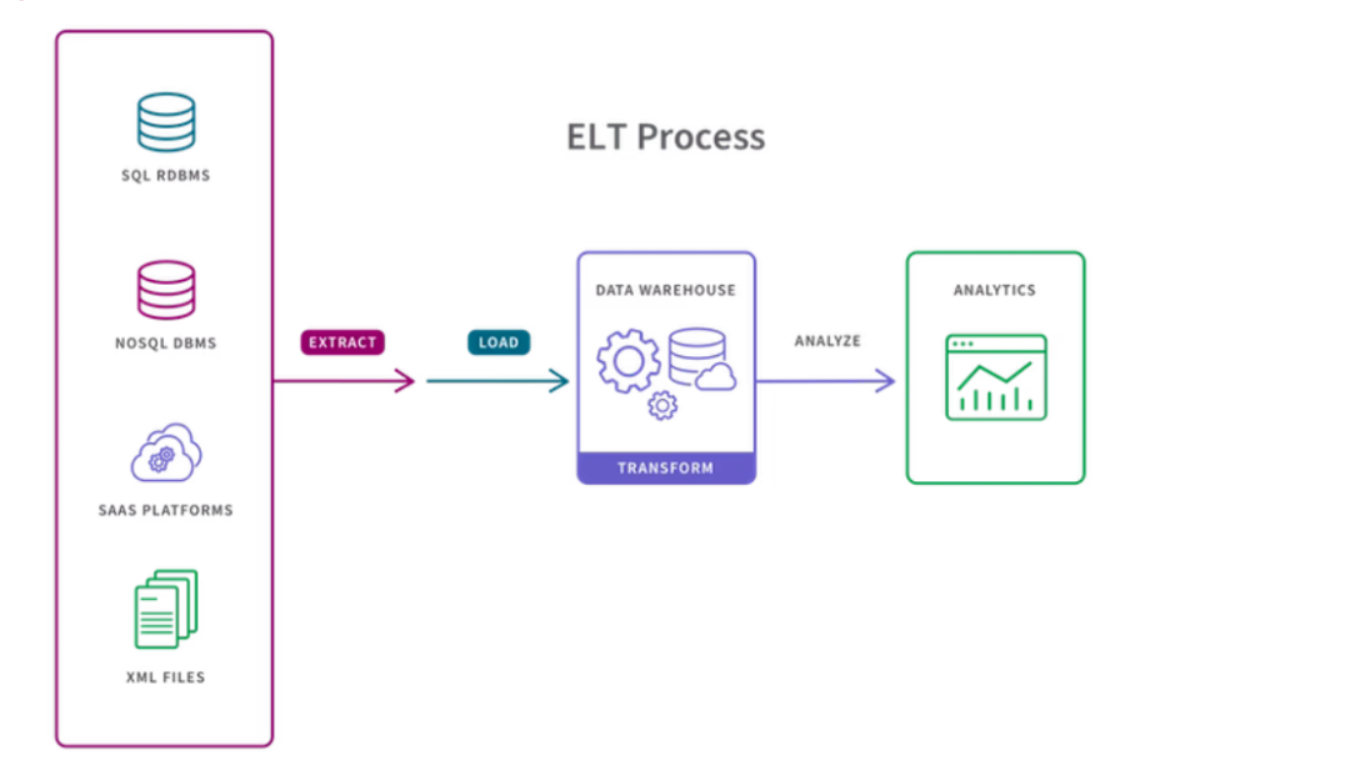 ELT Process
SQL RDBMS
NOSQL DBMS
SAAS PLATFORMS
XML FILES
EXTRACT
LOAD
DATA WAREHOUSE
TRANSFORM
ANALYZE
ANALYTICS